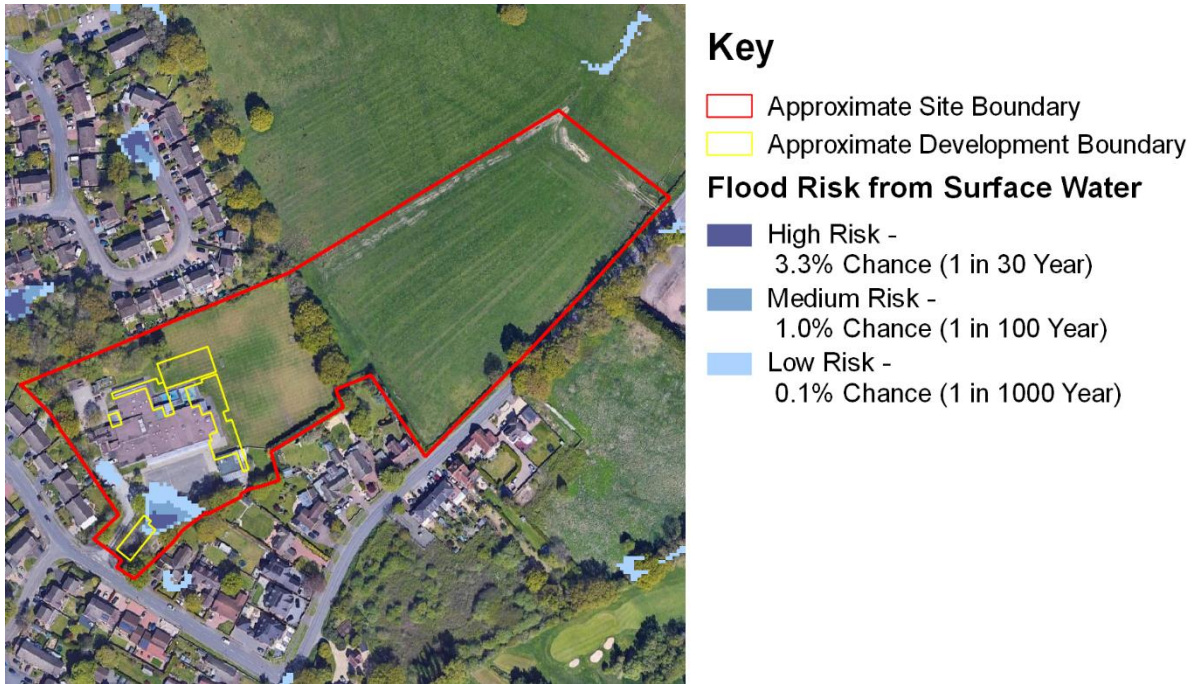 Key
Approximate Site Boundary
Approximate Development Boundary
Flood Risk from Surface Water
High Risk -
3.3% Chance (1 in 30 Year)
Medium Risk -
1.0% Chance (1 in 100 Year)
Low Risk -
0.1% Chance (1 in 1000 Year)